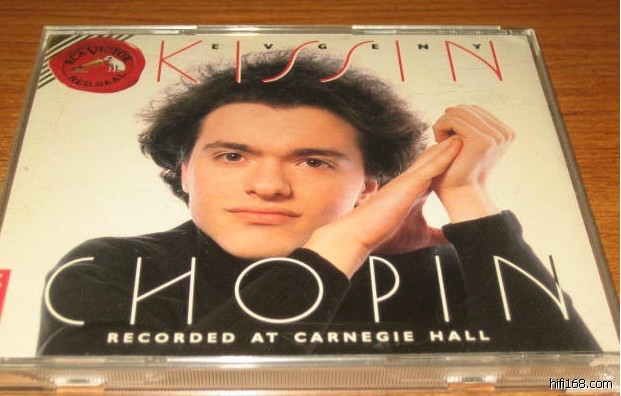 EVGENY
KISSIN
RCA VICTOR
RED SEAL
CHOPIN
RECORDED AT CARNEGIE HALL
hifi168.com